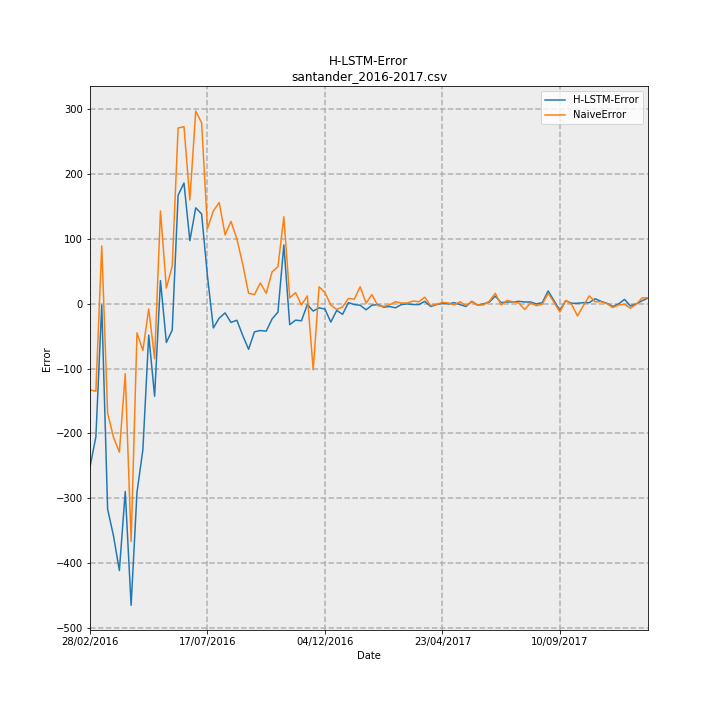 H-LSTM-Error
santander_2016-2017.csv
H-LSTM-Error
NaiveError
300
200
100
0
−100
−200
−300
−400
−500
Error
28/02/2016
17/07/2016
04/12/2016
23/04/2017
10/09/2017
Date